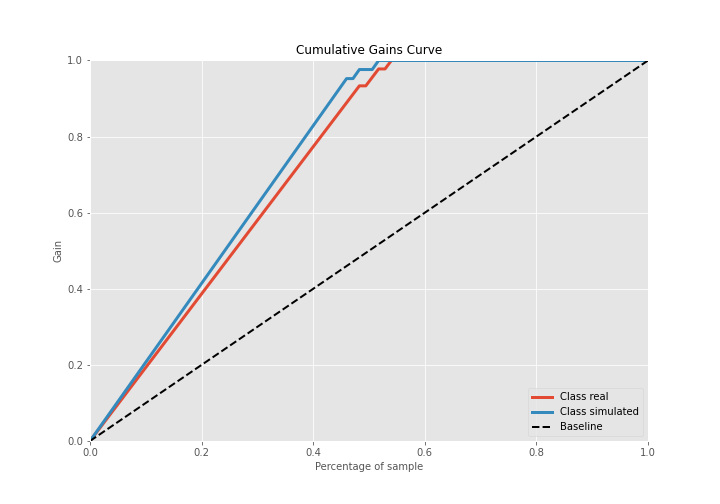 Cumulative Gains Curve
1.0
0.8
0.6
0.4
0.2
0.0
Gain
0.0 0.2 0.4 0.6 0.8 1.0
Percentage of sample
Class real
Class simulated
Baseline